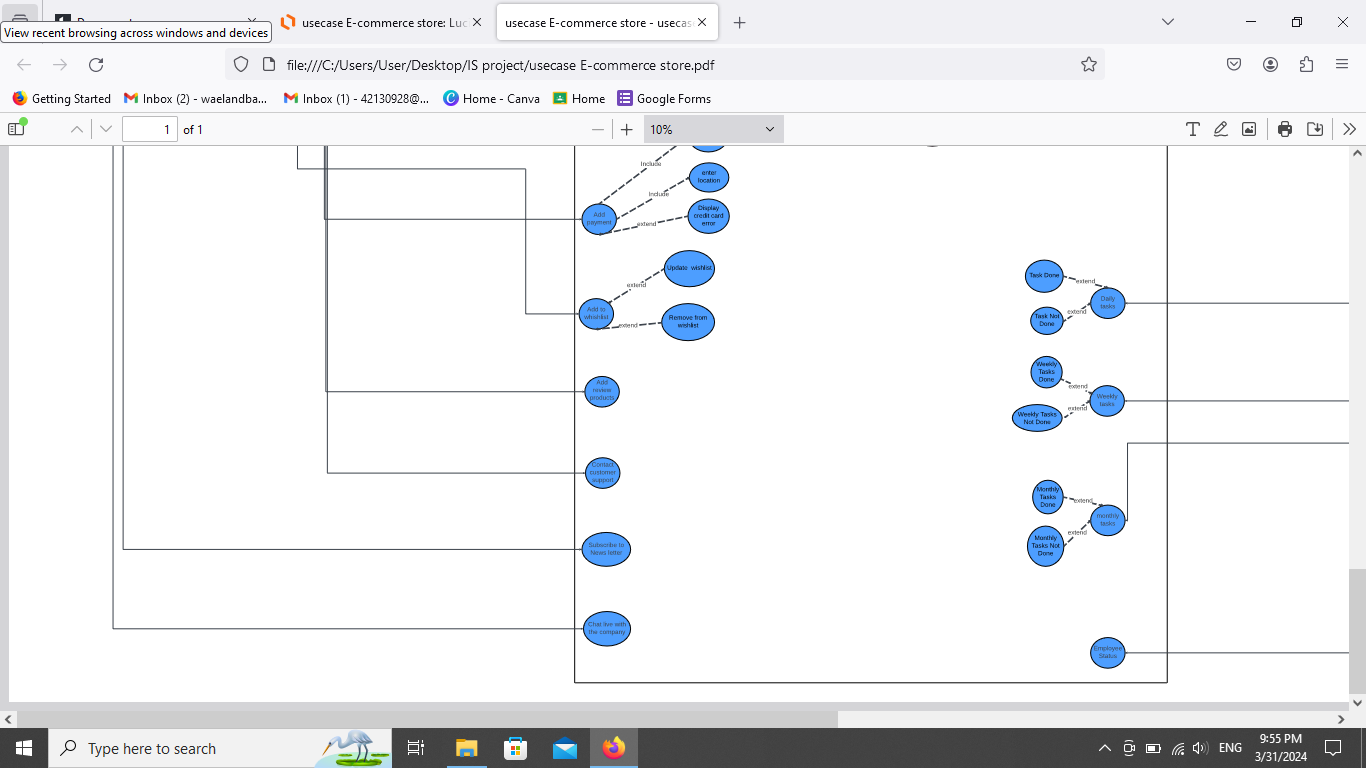 usecase E-commerce store: Luc
usecase E-commerce store - usecas
View recent browsing across windows and devices
file:///C:/Users/User/Desktop/IS project/usecase E-commerce store.pdf
Getting Started
Inbox (2) - waelandba...
Inbox (1) - 42130928@...
Home - Canva
Home
Google Forms
1 of 1
10%
Include
enter
location
Include
Add
payment
Display
credit card
error
extend
Update wishlist
extend
Add to
whishlist
Remove from
wishlist
extend
Task Done
extend
Daily
tasks
Task Not
Done
extend
Weekly
Tasks
Done
extend
Weekly
tasks
Weekly Tasks
Not Done
extend
Add
review
products
Contact
customer
support
Monthly
Tasks
Done
extend
monthly
tasks
Monthly
Tasks Not
Done
extend
Subscribe to
News letter
Chat live with
the company
Employee
Status
Type here to search
ENG
9:55 PM
3/31/2024